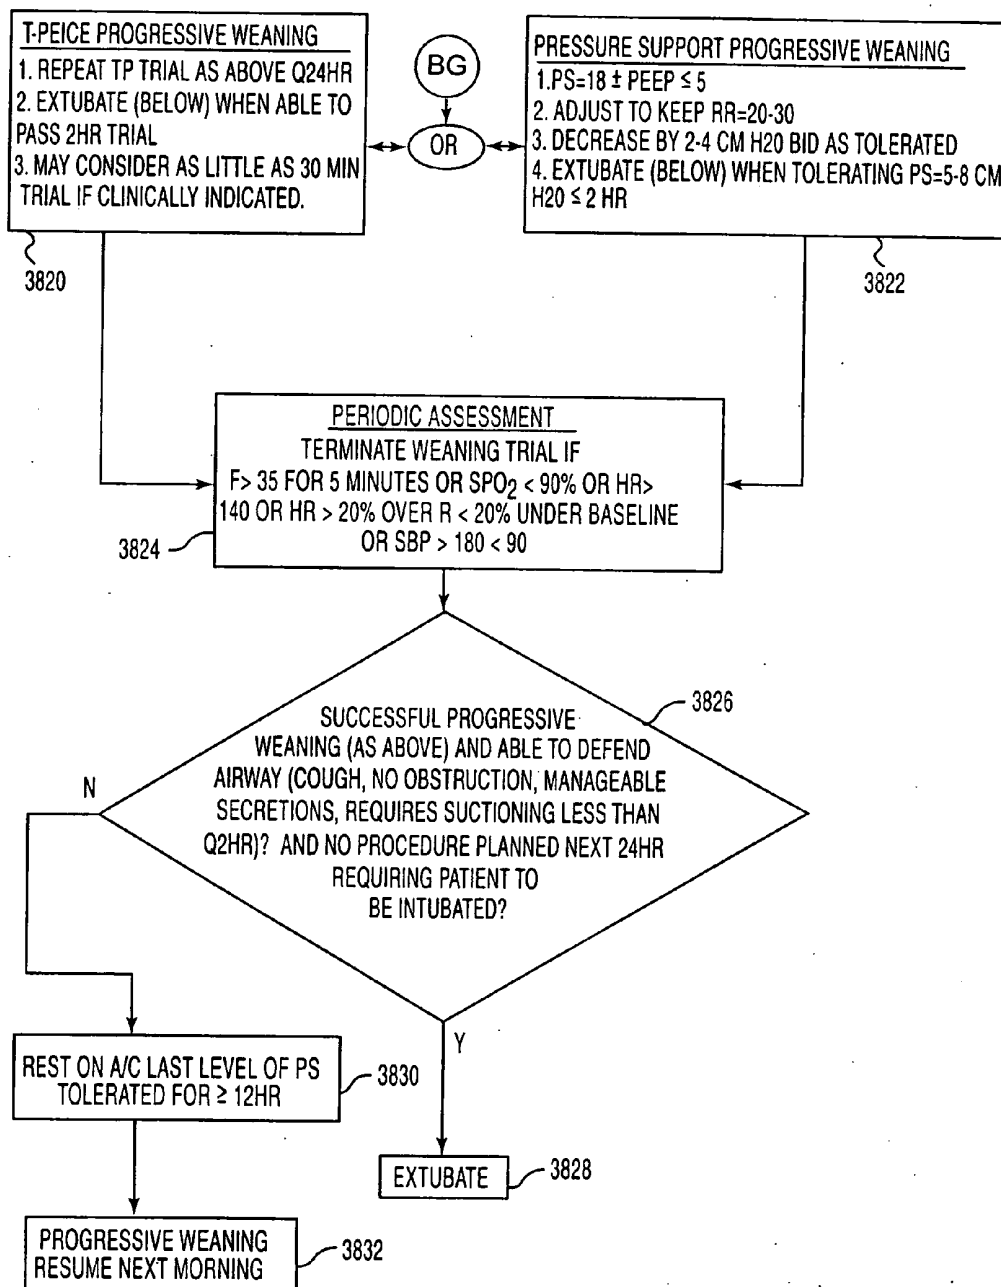 T-PEICE PROGRESSIVE WEANING
1. REPEAT TP TRIAL AS ABOVE Q24HR
2. EXTUBATE (BELOW) WHEN ABLE TO
PASS 2HR TRIAL
3. MAY CONSIDER AS LITTLE AS 30 MIN
TRIAL IF CLINICALLY INDICATED.
3820
BG
OR
PRESSURE SUPPORT PROGRESSIVE WEANING
1.PS=18 ± PEEP ≤ 5
2. ADJUST TO KEEP RR=20-30
3. DECREASE BY 2-4 CM H20 BID AS TOLERATED
4. EXTUBATE (BELOW) WHEN TOLERATING PS=5-8 CM
H20 ≤ 2 HR
3822
PERIODIC ASSESSMENT
TERMINATE WEANING TRIAL IF
F> 35 FOR 5 MINUTES OR SPO₂ < 90% OR HR>
140 OR HR > 20% OVER R < 20% UNDER BASELINE
OR SBP > 180 < 90
3824
SUCCESSFUL PROGRESSIVE
WEANING (AS ABOVE) AND ABLE TO DEFEND
AIRWAY (COUGH, NO OBSTRUCTION, MANAGEABLE
SECRETIONS, REQUIRES SUCTIONING LESS THAN
Q2HR)? AND NO PROCEDURE PLANNED NEXT 24HR
REQUIRING PATIENT TO
BE INTUBATED?
3826
N
Y
REST ON A/C LAST LEVEL OF PS
TOLERATED FOR ≥ 12HR
3830
EXTUBATE
3828
PROGRESSIVE WEANING
RESUME NEXT MORNING
3832